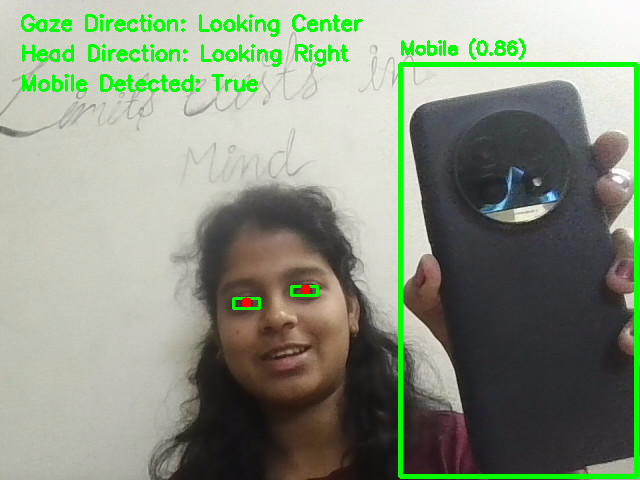 Gaze Direction: Looking Center
Head Direction: Looking Right
Mobile Detected: True
Mobile (0.86)
Limits exists in
Mind